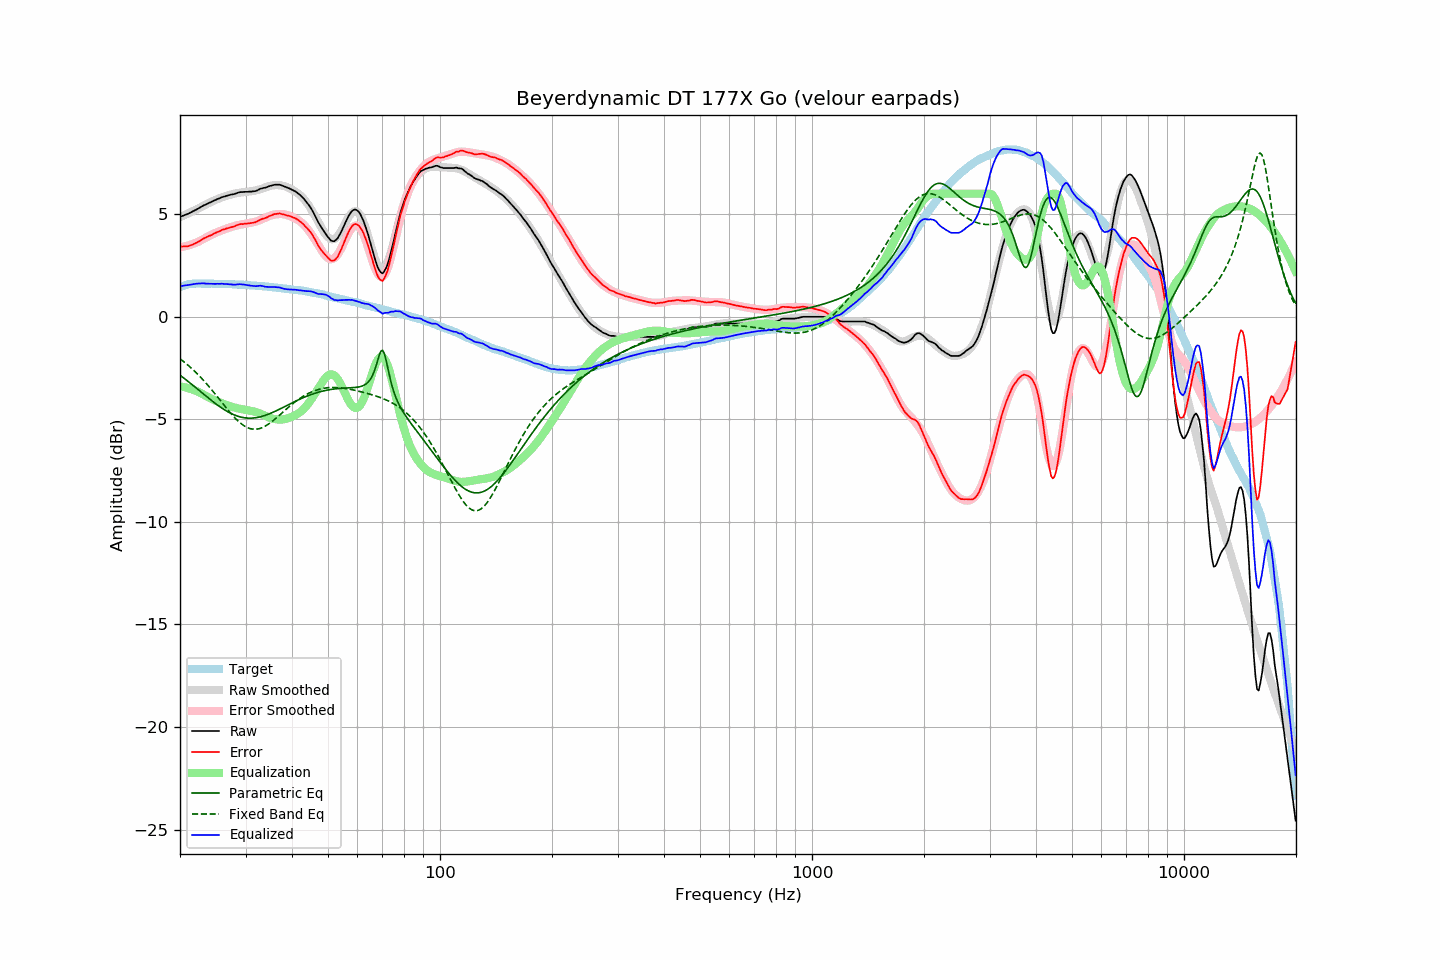 Beyerdynamic DT 177X Go (velour earpads)
Amplitude (dBr)
5
0
−5
−10
−15
−20
−25
Target
Raw Smoothed
Error Smoothed
Raw
Error
Equalization
Parametric Eq
Fixed Band Eq
Equalized
100
1000
10000
Frequency (Hz)